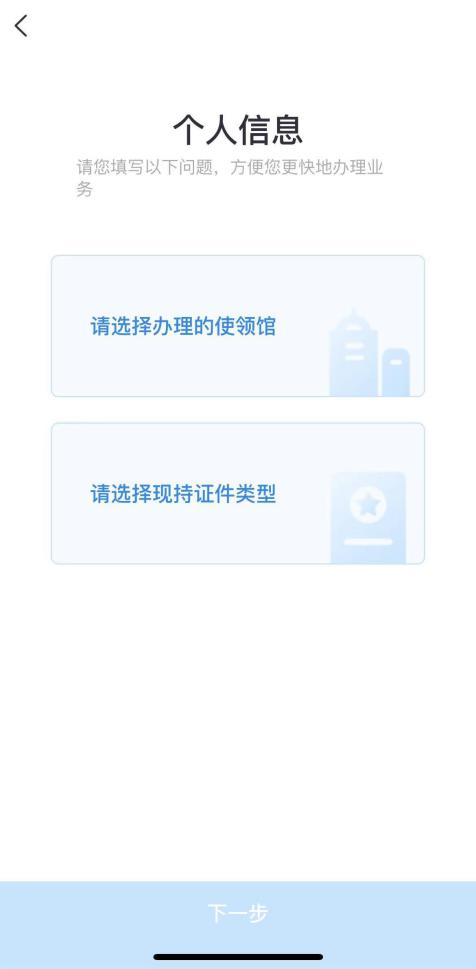 个人信息
请您填写以下问题，方便您更快地办理业
务
请选择办理的使领馆
请选择现持证件类型
下一步